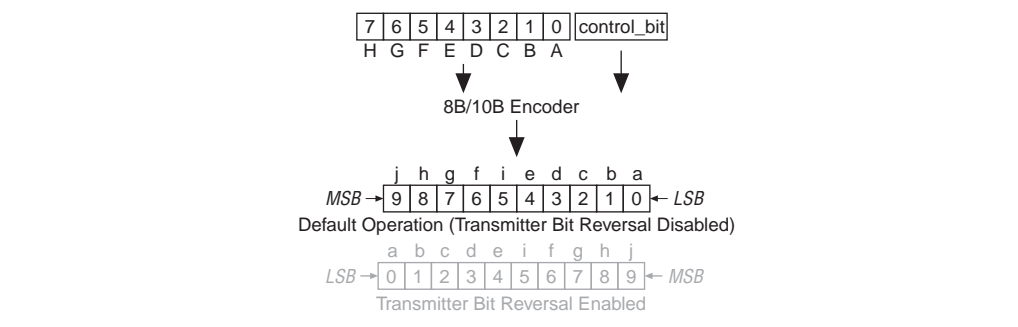 7 6 5 4 3 2 1 0 control_bit
H G F E D C B A
8B/10B Encoder
j h g f i e d c b a
MSB 9 8 7 6 5 4 3 2 1 0 LSB
Default Operation (Transmitter Bit Reversal Disabled)
a b c d e i f g h j
LSB 0 1 2 3 4 5 6 7 8 9 MSB
Transmitter Bit Reversal Enabled